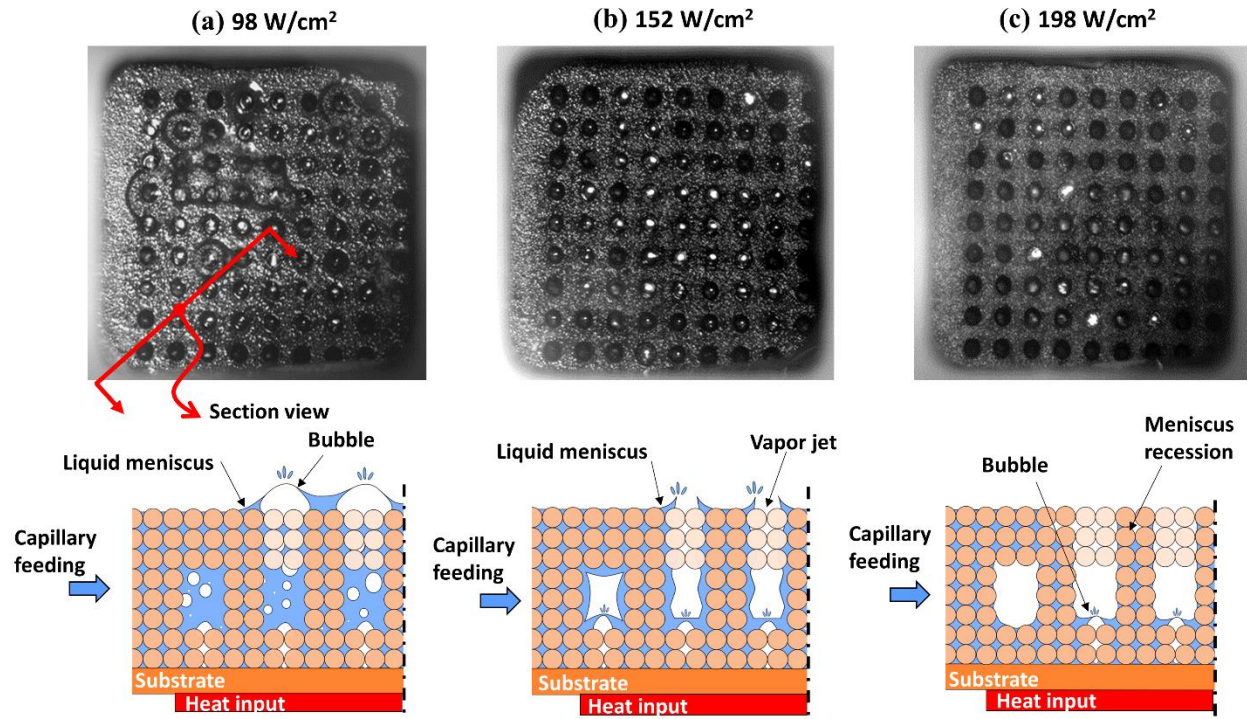 (a) 98 W/cm²
(b) 152 W/cm²
(c) 198 W/cm²
Section view
Bubble
Liquid meniscus
Capillary
feeding
Substrate
Heat input
Liquid meniscus
Vapor jet
Capillary
feeding
Substrate
Heat input
Meniscus
recession
Bubble
Capillary
feeding
Substrate
Heat input